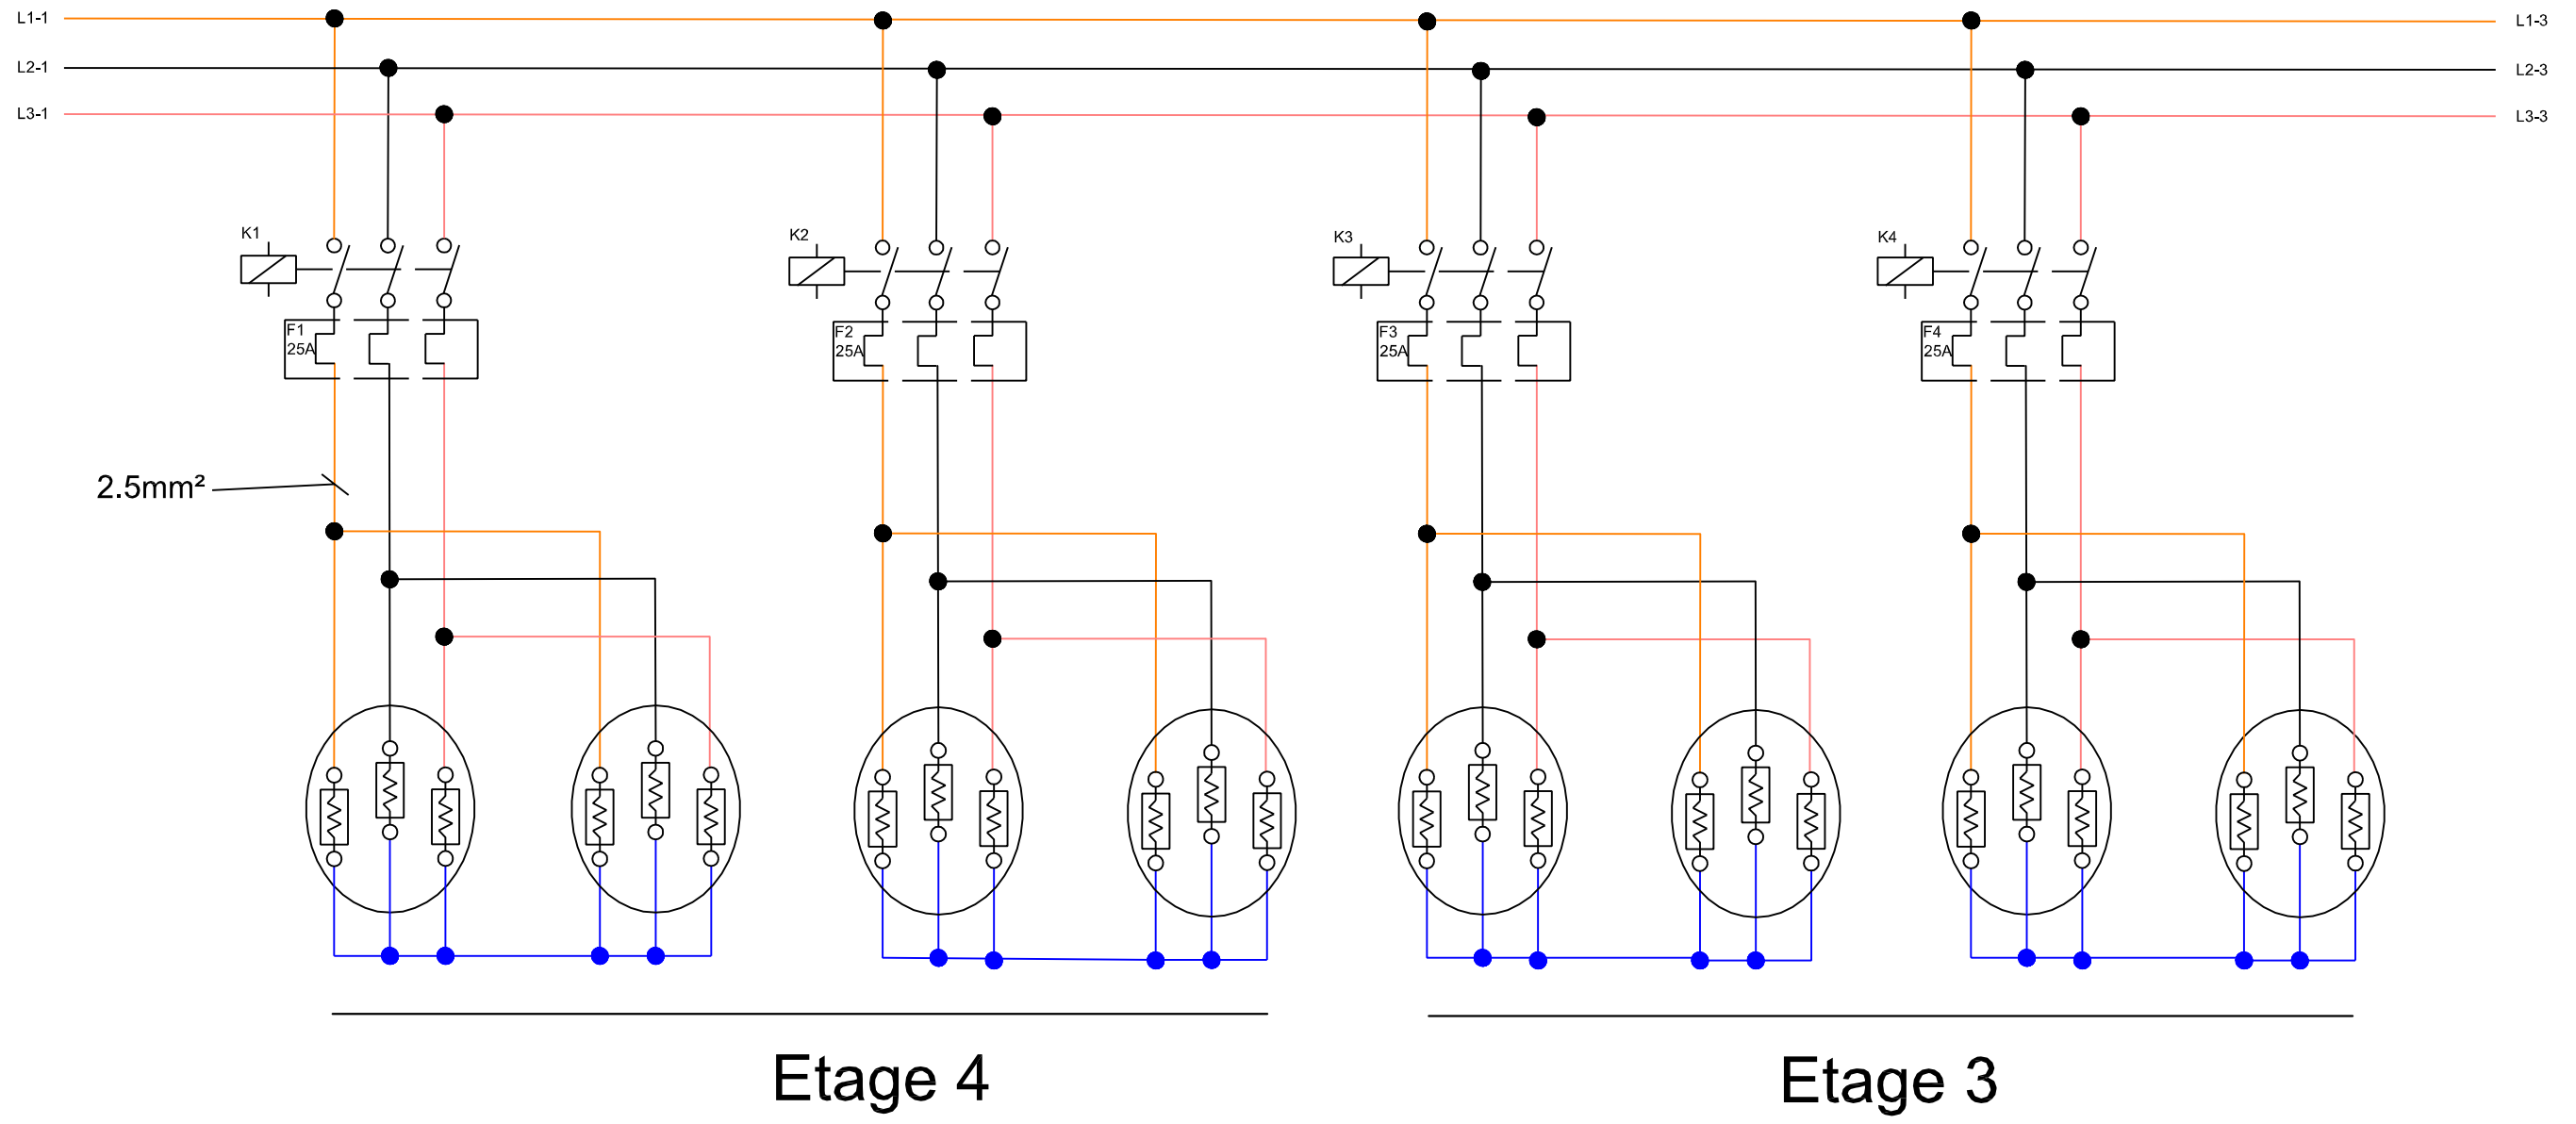 L1-1
L1-3
L2-1
L2-3
L3-1
L3-3
K1
K2
K3
K4
F1
25A
F2
25A
F3
25A
F4
25A
2.5mm²
Etage 4
Etage 3